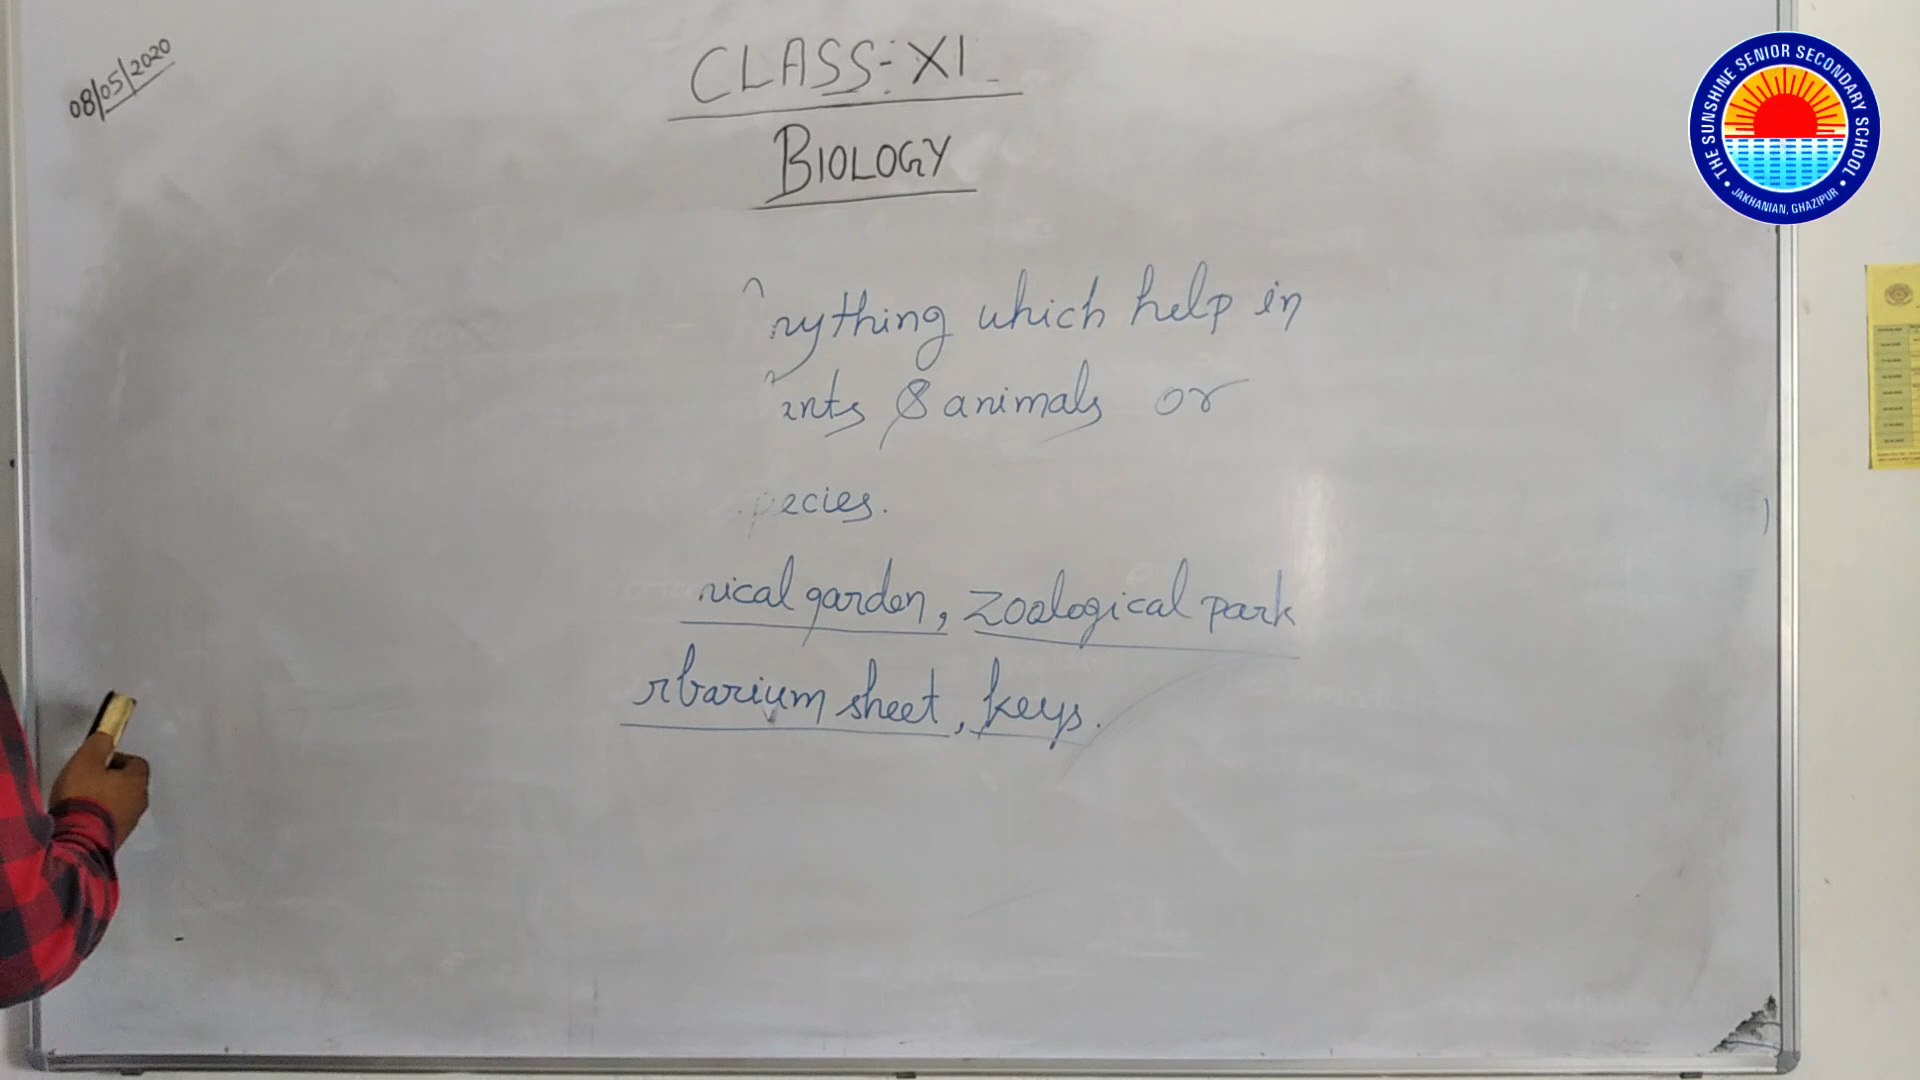 08/05/2020
CLASS:- XI
BIOLOGY
THE SUNSHINE SENIOR SECONDARY SCHOOL
• JAKHANIAN, GHAZIPUR •
nything which help in
ants & animals or
pecies.
nical garden, zoological park
rbarium sheet, keys.